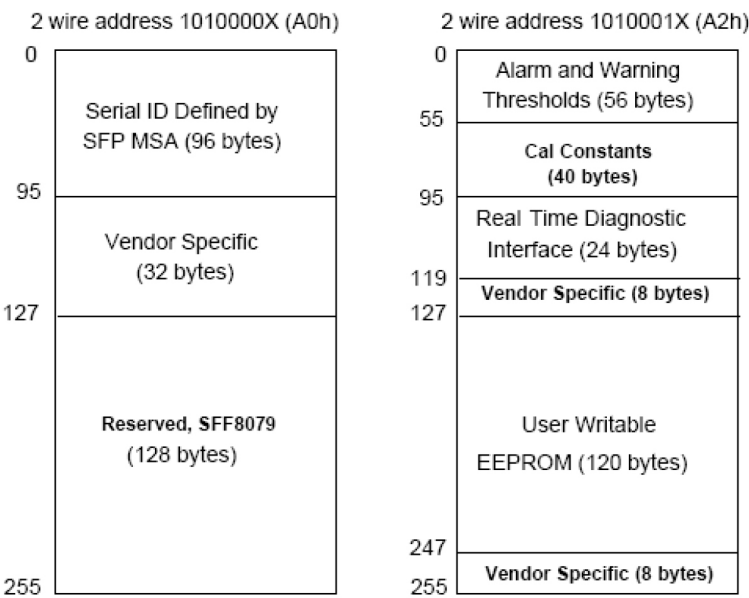 2 wire address 1010000X (A0h)
0
Serial ID Defined by
SFP MSA (96 bytes)
95
Vendor Specific
(32 bytes)
127
Reserved, SFF8079
(128 bytes)
255
2 wire address 1010001X (A2h)
0
Alarm and Warning
Thresholds (56 bytes)
55
Cal Constants
(40 bytes)
95
Real Time Diagnostic
Interface (24 bytes)
119
Vendor Specific (8 bytes)
127
User Writable
EEPROM (120 bytes)
247
Vendor Specific (8 bytes)
255